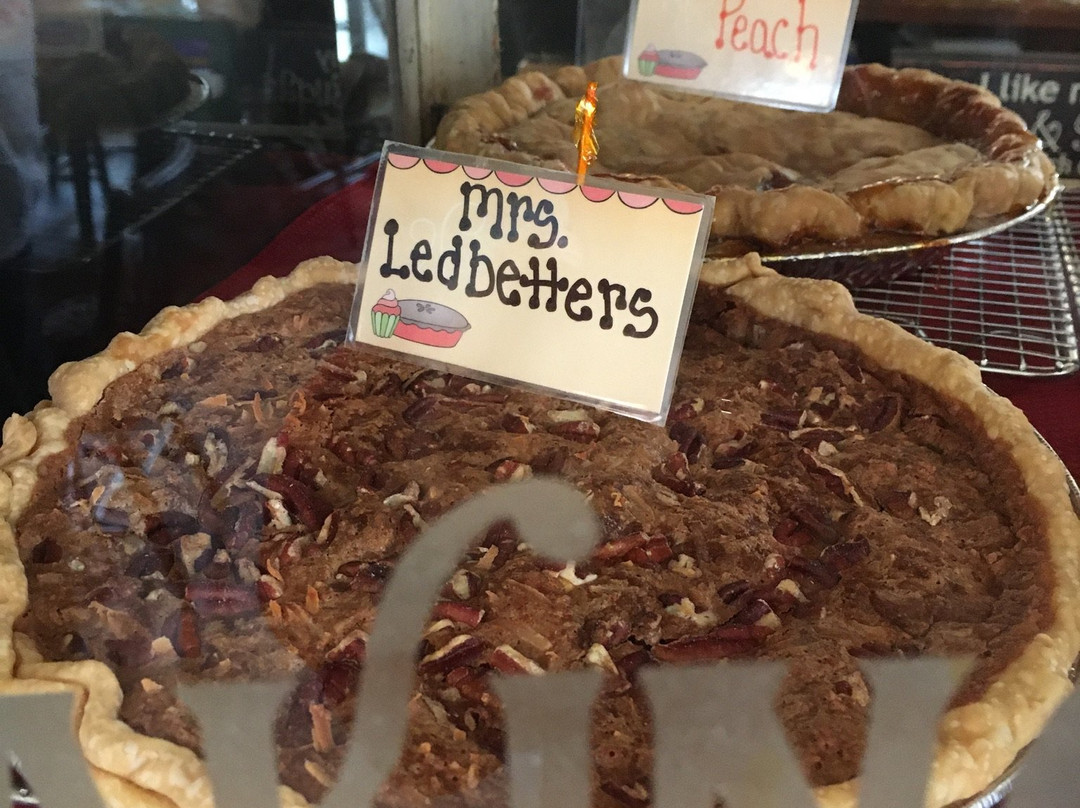 Peach
Mrs.
Ledbetters
I like m
& S